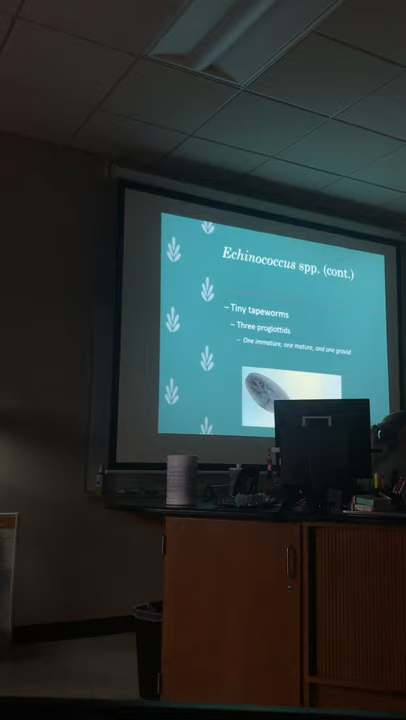 Echinococcus spp. (cont.)
– Tiny tapeworms
– Three proglottids
– One immature, one mature, and one gravid